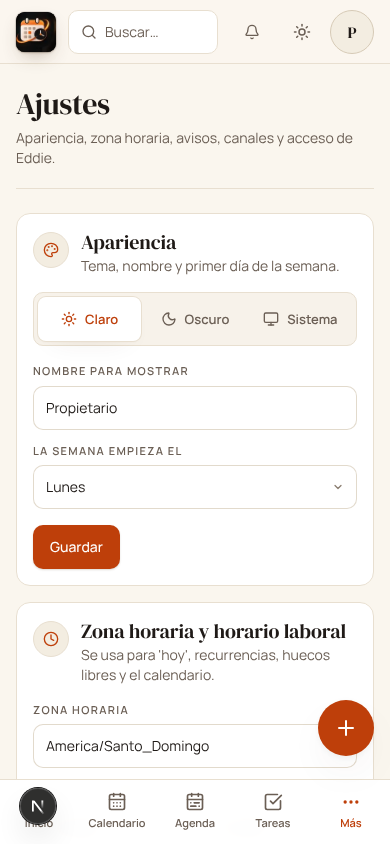 Buscar...
P
Ajustes
Apariencia, zona horaria, avisos, canales y acceso de
Eddie.
Apariencia
Tema, nombre y primer día de la semana.
Claro
Oscuro
Sistema
NOMBRE PARA MOSTRAR
Propietario
LA SEMANA EMPIEZA EL
Lunes
Guardar
Zona horaria y horario laboral
Se usa para 'hoy', recurrencias, huecos
libres y el calendario.
ZONA HORARIA
America/Santo_Domingo
N
Inicio
Calendario
Agenda
Tareas
Más